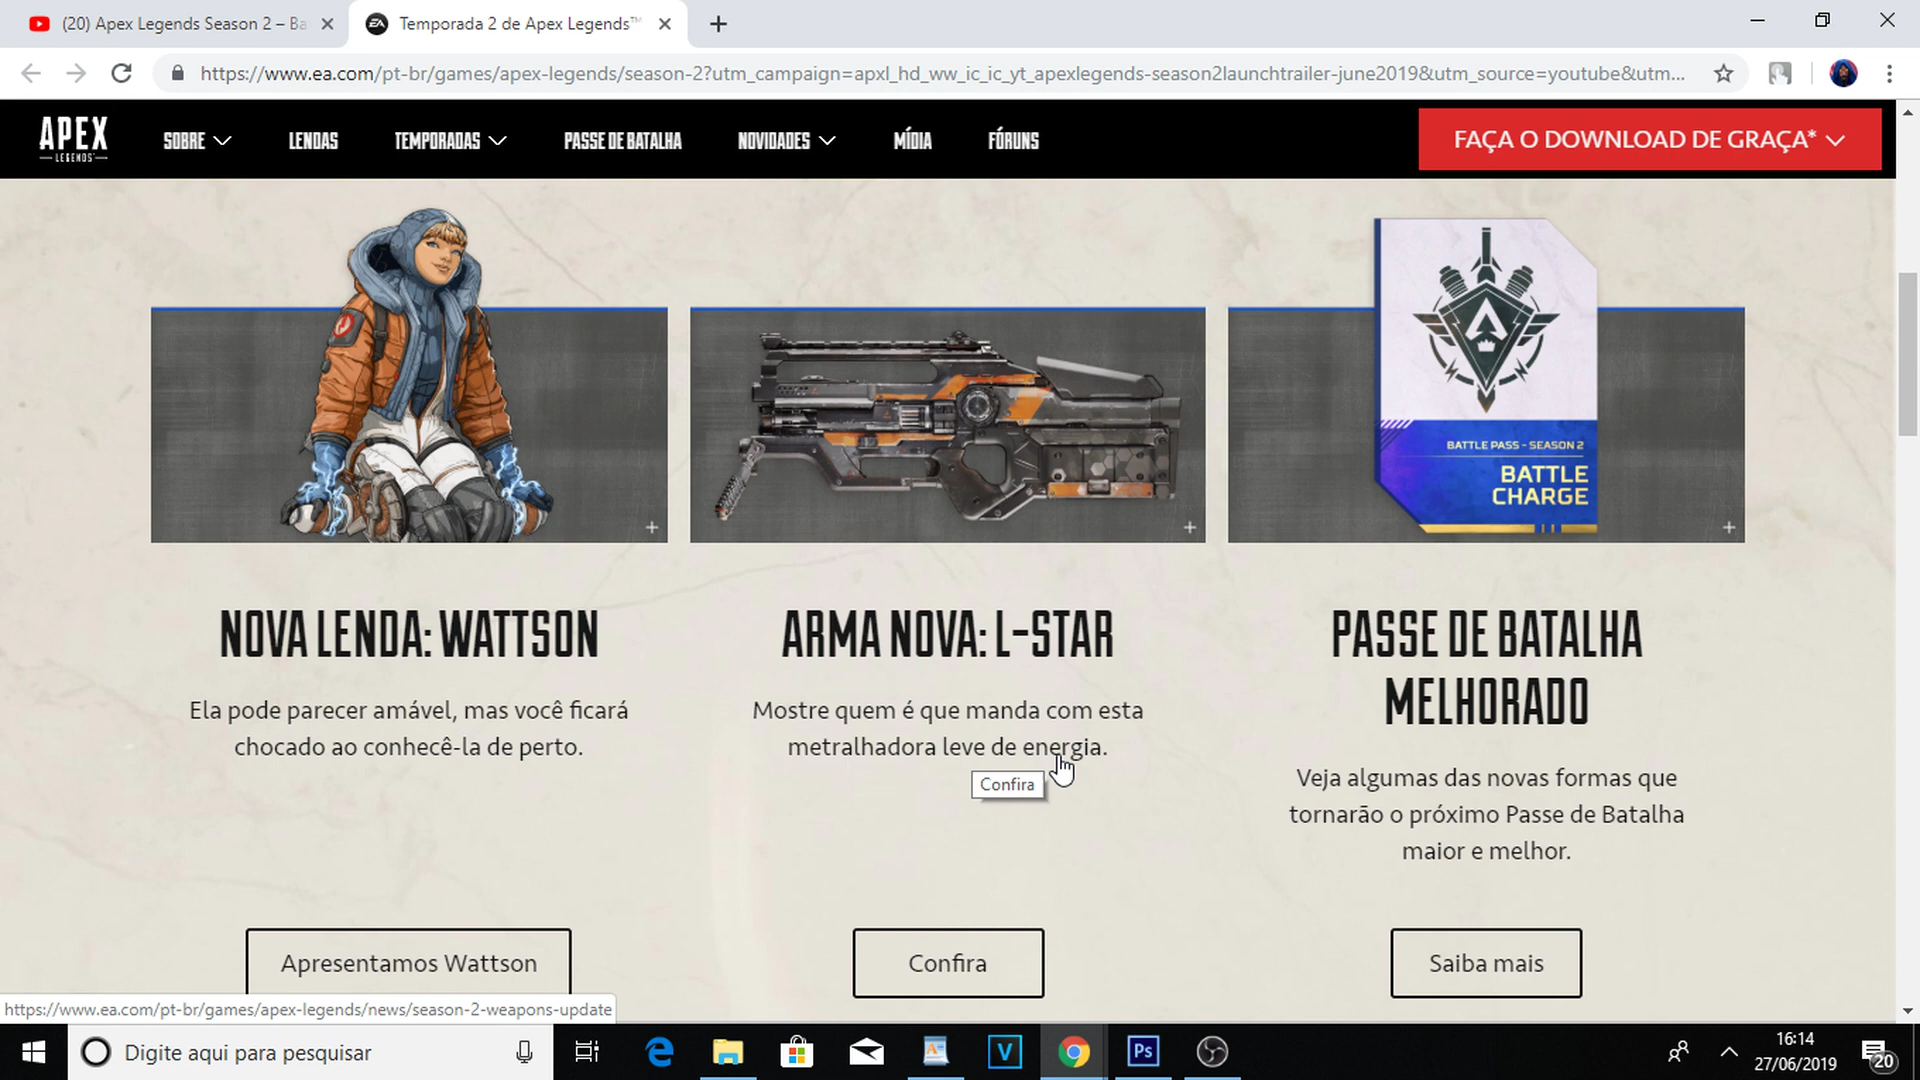 (20) Apex Legends Season 2 – Ba
Temporada 2 de Apex Legends™
https://www.ea.com/pt-br/games/apex-legends/season-2?utm_campaign=apxl_hd_ww_ic_ic_yt_apexlegends-season2launchtrailer-june2019&utm_source=youtube&utm...
APEX
LEGENDS
SOBRE
LENDAS
TEMPORADAS
PASSE DE BATALHA
NOVIDADES
MÍDIA
FÓRUNS
FAÇA O DOWNLOAD DE GRAÇA*
BATTLE PASS - SEASON 2
BATTLE
CHARGE
NOVA LENDA: WATTSON
Ela pode parecer amável, mas você ficará
chocado ao conhecê-la de perto.
Apresentamos Wattson
ARMA NOVA: L-STAR
Mostre quem é que manda com esta
metralhadora leve de energia.
Confira
Confira
PASSE DE BATALHA
MELHORADO
Veja algumas das novas formas que
tornarão o próximo Passe de Batalha
maior e melhor.
Saiba mais
https://www.ea.com/pt-br/games/apex-legends/news/season-2-weapons-update
Digite aqui para pesquisar
16:14
27/06/2019
20